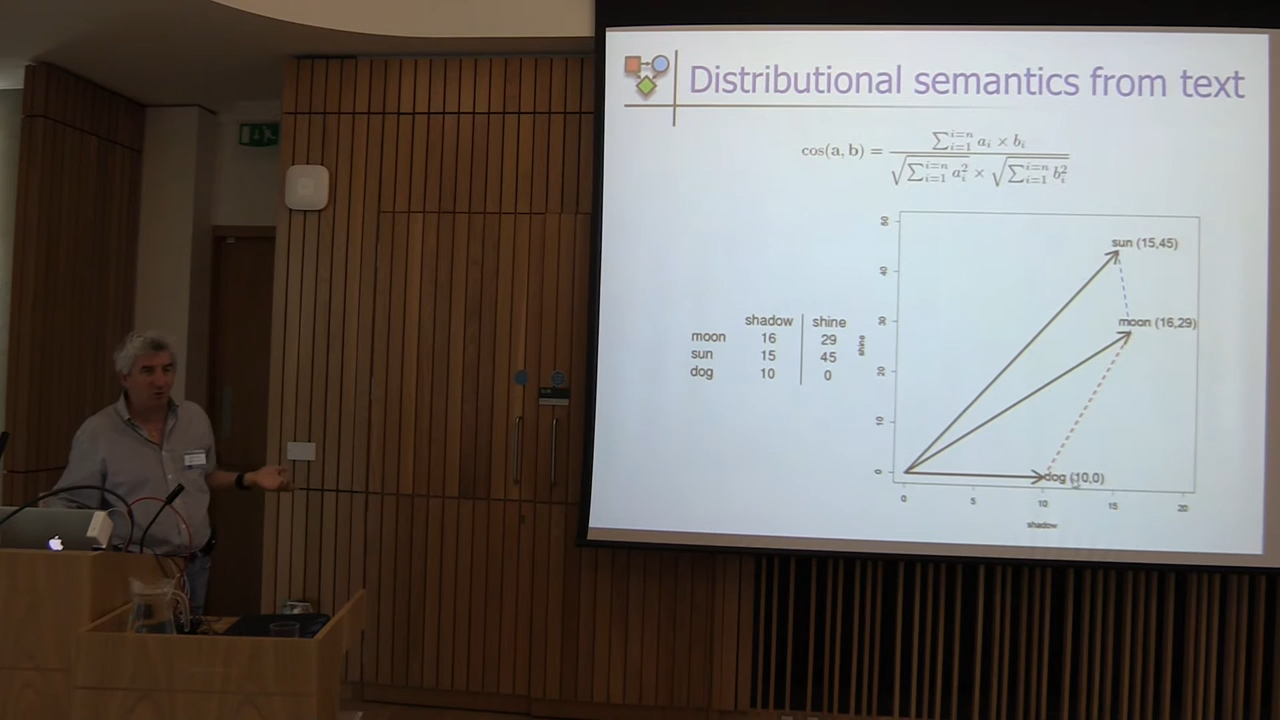 Distributional semantics from text
cos(a, b) = ∑_{i=1}^{i=n} a_i × b_i / √(∑_{i=1}^{i=n} a_i^2) × √(∑_{i=1}^{i=n} b_i^2)
shadow shine
moon 16 29
sun 15 45
dog 10 0
50
40
30
20
10
0
shine
sun (15,45)
moon (16,29)
dog (10,0)
0 5 10 15 20
shadow